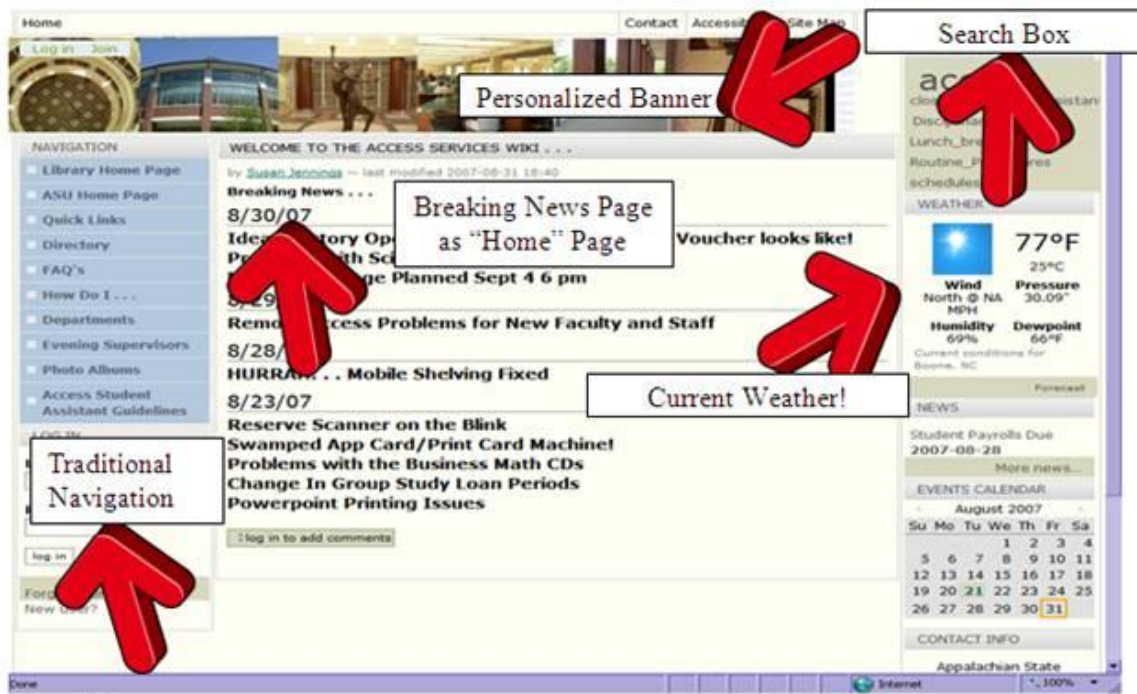 Home
Contact
Site Map
Log in Join
Search Box
Personalized Banner
NAVIGATION
Library Home Page
ASU Home Page
Quick Links
Directory
FAQ's
How Do I . . .
Departments
Evening Supervisors
Photo Albums
Access Student
Assistant Guidelines
Traditional
Navigation
log in
New
WELCOME TO THE ACCESS SERVICES WIKI . . .
by Susan Jennings — last modified 2007-08-31 18:40
Breaking News . . .
8/30/07
Voucher looks like!
Planned Sept 4 6 pm
Breaking News Page
as "Home" Page
Problems for New Faculty and Staff
8/28/
. . . Mobile Shelving Fixed
8/23/07
Reserve Scanner on the Blink
Swamped App Card/Print Card Machine!
Problems with the Business Math CDs
Change In Group Study Loan Periods
Powerpoint Printing Issues
log in to add comments
Current Weather!
schedules
WEATHER
77°F
25°C
Wind
North @ NA
MPH
Pressure
30.09"
Humidity
69%
Dewpoint
66°F
Current conditions for
Boone, NC
Forecast
NEWS
Student Payrolls Due
2007-08-28
More news...
EVENTS CALENDAR
August 2007
Su Mo Tu We Th Fr Sa
1 2 3 4
5 6 7 8 9 10 11
12 13 14 15 16 17 18
19 20 21 22 23 24 25
26 27 28 29 30 31
CONTACT INFO
Appalachian State
Done
Internet
100%